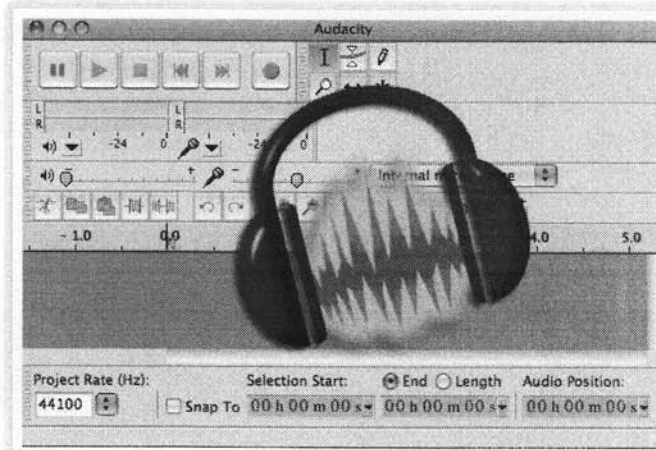 Audacity
L
R
L
R
-24 0
-24 0
- + -
- 1.0 0,0 4.0 5.0
Project Rate (Hz): Selection Start: End Length Audio Position:
44100 Snap To 00 h 00 m 00 s 00 h 00 m 00 s 00 h 00 m 00 s